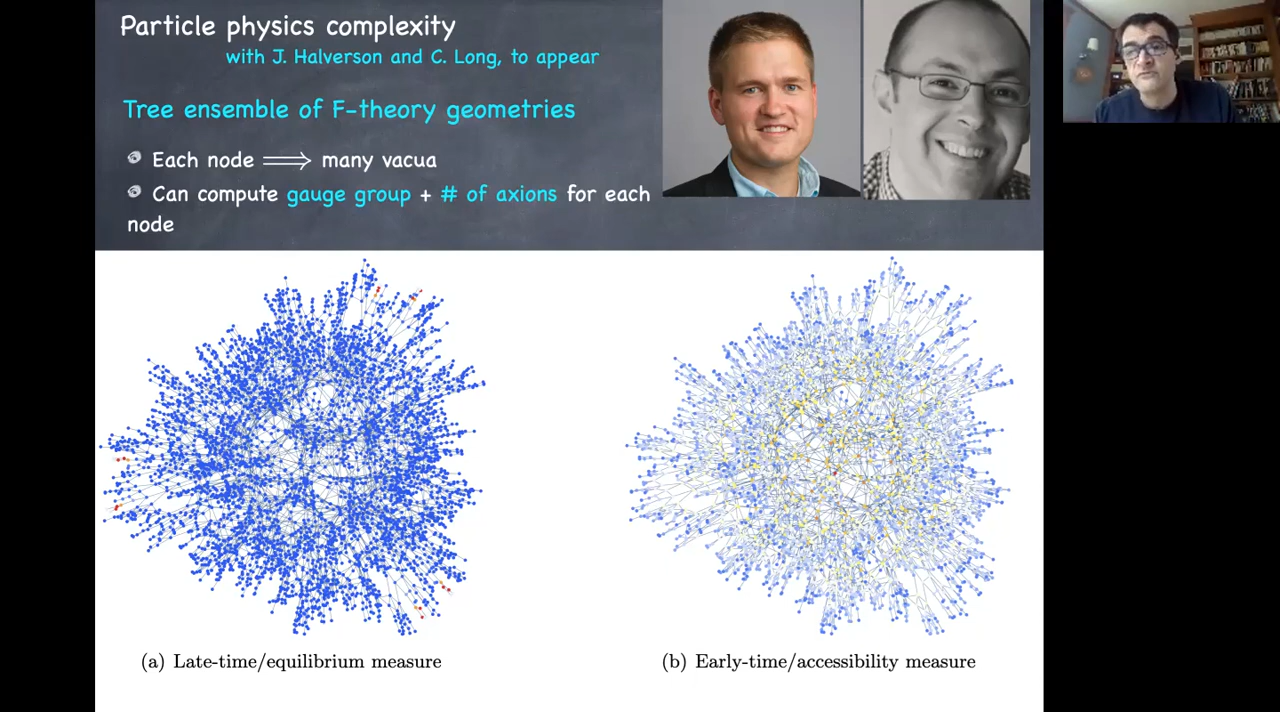 Particle physics complexity
with J. Halverson and C. Long, to appear
Tree ensemble of F-theory geometries
Each node ⟹ many vacua
Can compute gauge group + # of axions for each
node
(a) Late-time/equilibrium measure
(b) Early-time/accessibility measure